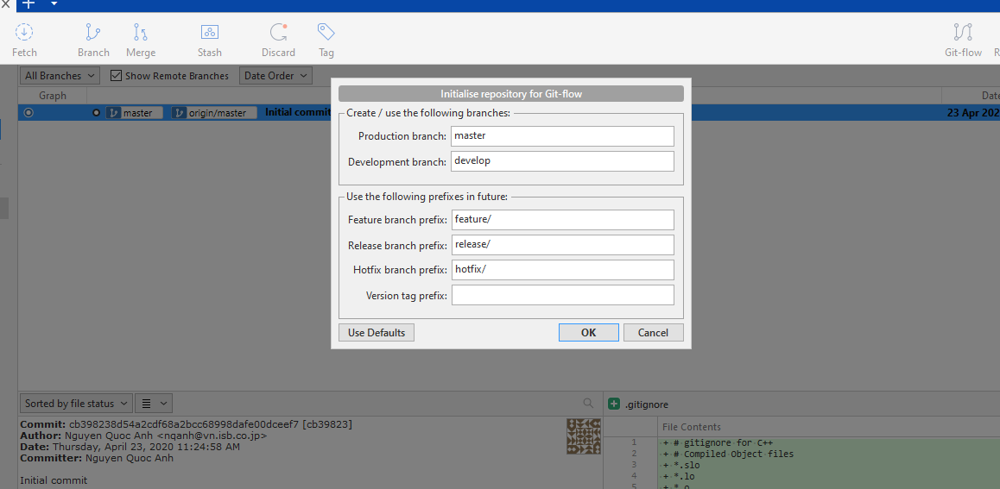 Fetch Branch Merge Stash Discard Tag Git-flow
All Branches Show Remote Branches Date Order
Graph
master origin/master Initial commit 23 Apr 202
Initialise repository for Git-flow
Create / use the following branches:
Production branch: master
Development branch: develop
Use the following prefixes in future:
Feature branch prefix: feature/
Release branch prefix: release/
Hotfix branch prefix: hotfix/
Version tag prefix:
Use Defaults OK Cancel
Sorted by file status
Commit: cb398238d54a2cdf68a2bcc68998dafe00dceef7 [cb39823]
Author: Nguyen Quoc Anh <nqanh@vn.isb.co.jp>
Date: Thursday, April 23, 2020 11:24:58 AM
Committer: Nguyen Quoc Anh
Initial commit
.gitignore
File Contents
1 + # gitignore for C++
2 + # Compiled Object files
3 + *.slo
4 + *.lo
5 + *.o